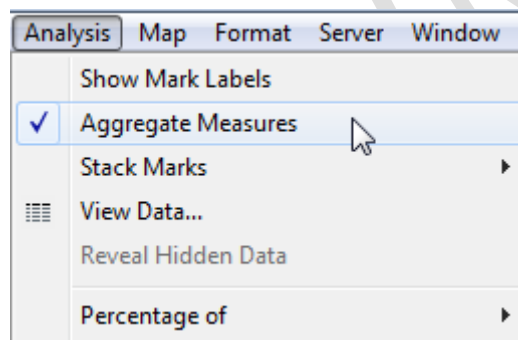 Analysis Map Format Server Window
Show Mark Labels
Aggregate Measures
Stack Marks
View Data...
Reveal Hidden Data
Percentage of